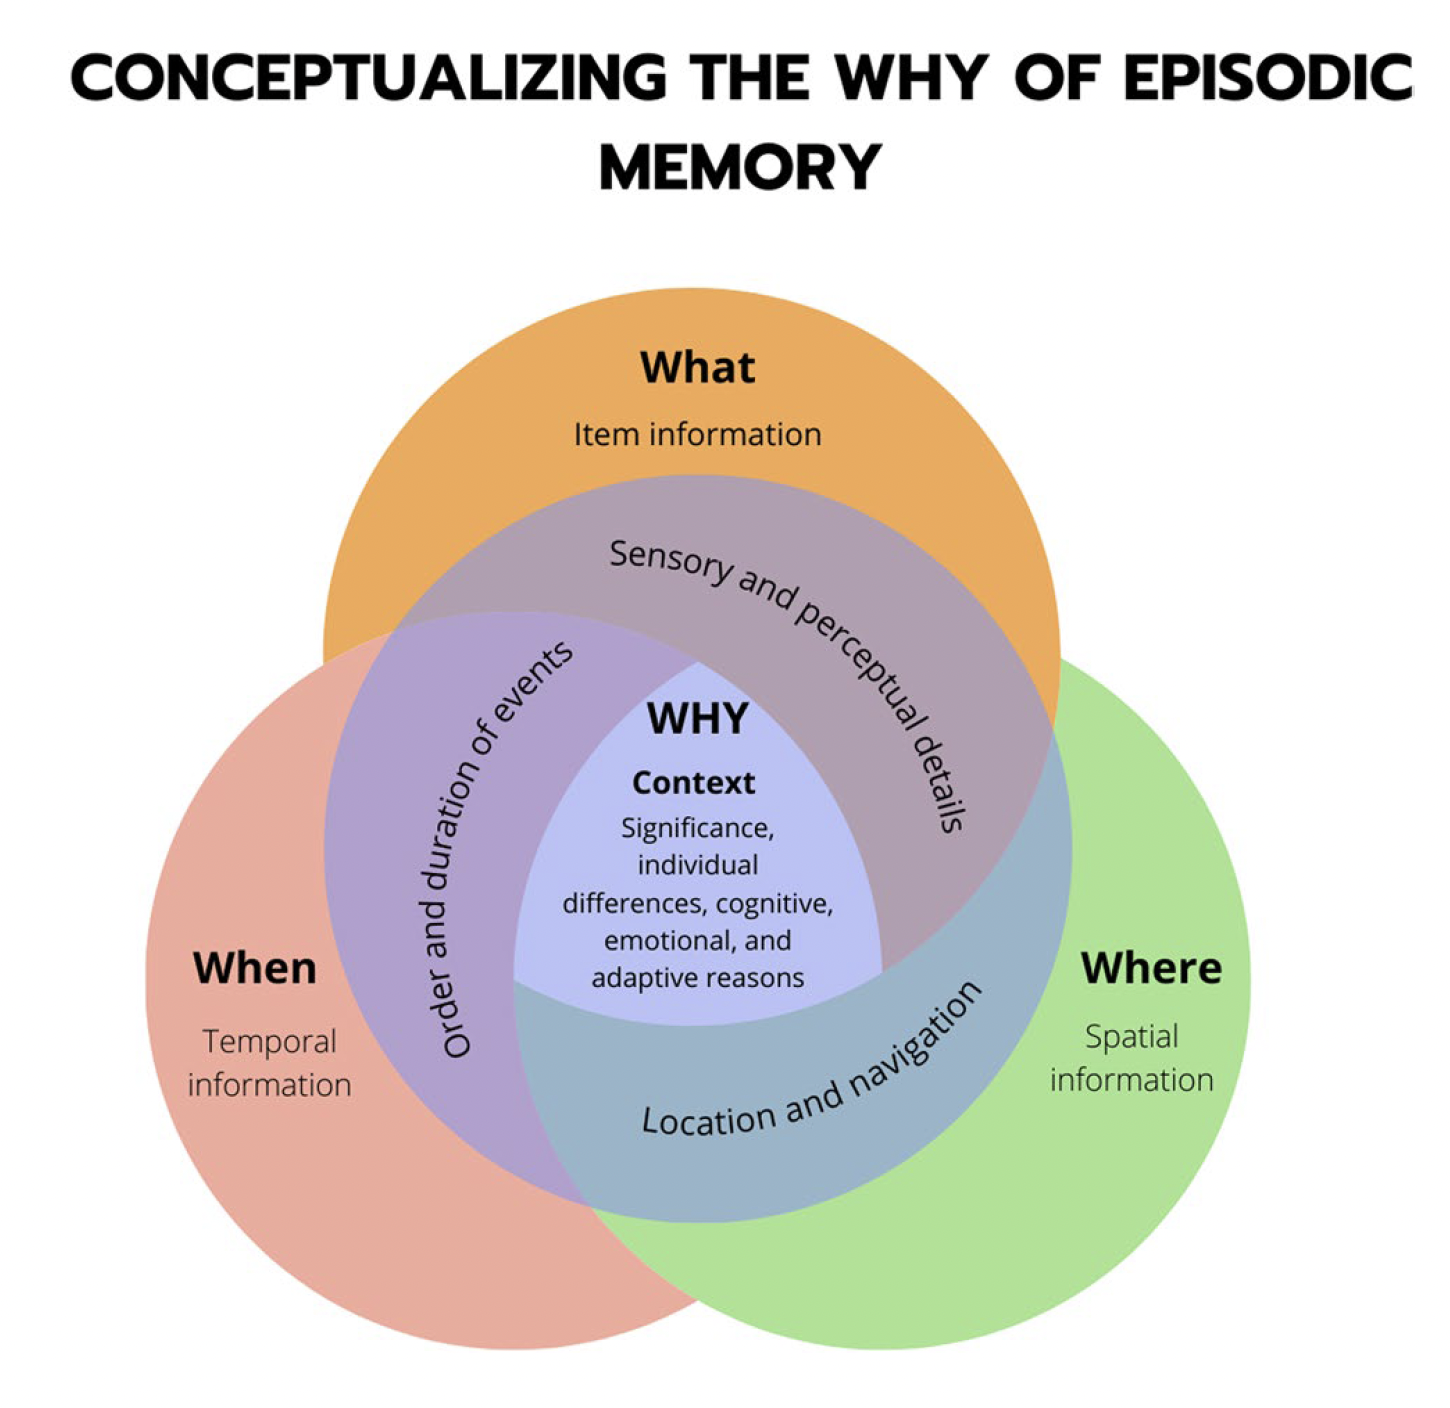 CONCEPTUALIZING THE WHY OF EPISODIC
MEMORY
What
Item information
Sensory and perceptual details
Order and duration of events
WHY
Context
Significance,
individual
differences, cognitive,
emotional, and
adaptive reasons
When
Temporal
information
Where
Spatial
information
Location and navigation